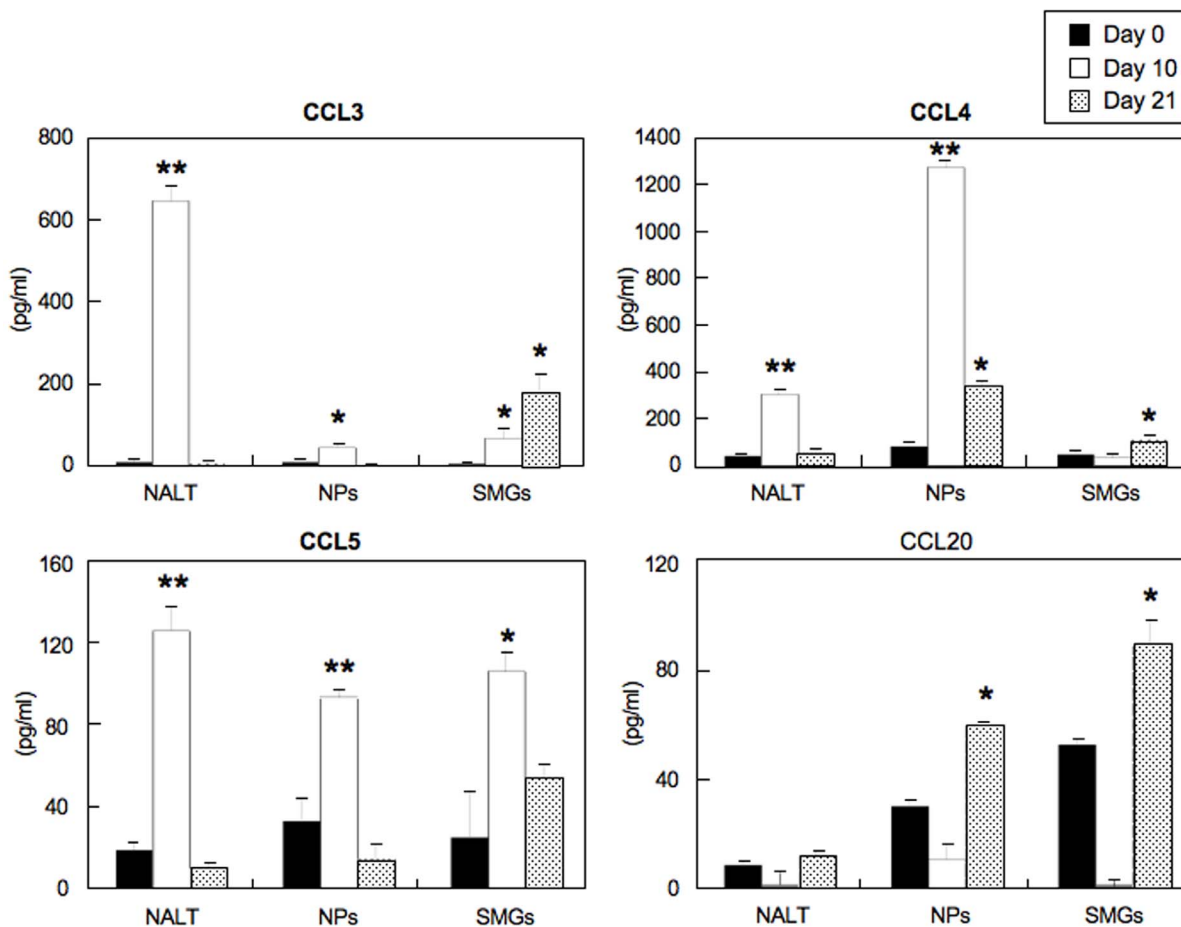 Day 0
Day 10
Day 21
CCL3
800
600
400
200
0
(pg/ml)
**
*
*
*
NALT NPs SMGs
CCL4
1400
1200
1000
800
600
400
200
0
(pg/ml)
**
**
*
*
NALT NPs SMGs
CCL5
160
120
80
40
0
(pg/ml)
**
**
*
NALT NPs SMGs
CCL20
120
80
40
0
(pg/ml)
*
*
NALT NPs SMGs